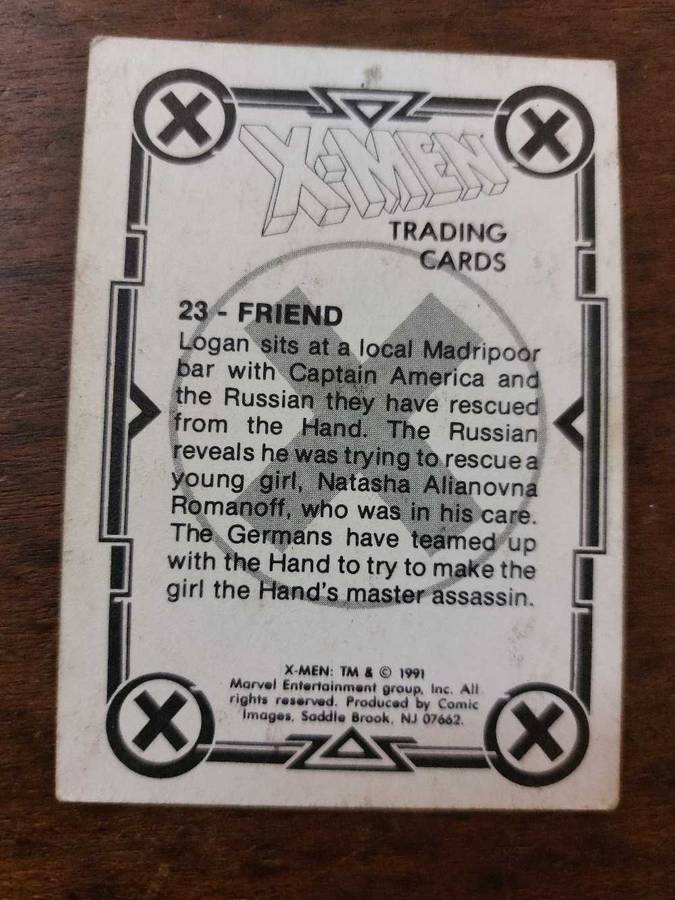 X-MEN
TRADING
CARDS
23 - FRIEND
Logan sits at a local Madripoor
bar with Captain America and
the Russian they have rescued
from the Hand. The Russian
reveals he was trying to rescue a
young girl, Natasha Alianovna
Romanoff, who was in his care.
The Germans have teamed up
with the Hand to try to make the
girl the Hand's master assassin.
X-MEN: TM & © 1991
Marvel Entertainment group, Inc. All
rights reserved. Produced by Comic
Images, Saddle Brook, NJ 07662.